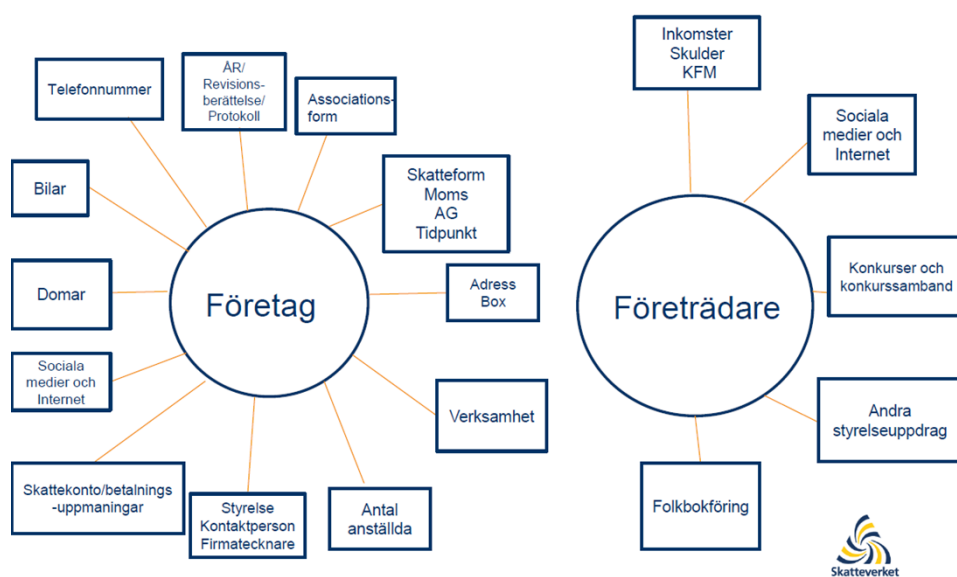 Telefonnummer
ÅR/
Revisions-
berättelse/
Protokoll
Associations-
form
Bilar
Skatteform
Moms
AG
Tidpunkt
Domar
Företag
Adress
Box
Sociala
medier och
Internet
Verksamhet
Skattekonto/betalnings
-uppmaningar
Styrelse
Kontaktperson
Firmatecknare
Antal
anställda
Inkomster
Skulder
KFM
Sociala
medier och
Internet
Företrädare
Konkurser och
konkurssamband
Andra
styrelseuppdrag
Folkbokföring
Skatteverket